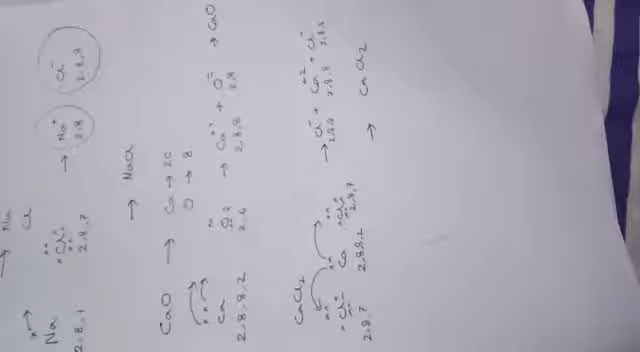 → Na
Cl
Na Cl → Na⁺ Cl⁻
2.8.1 2.8.7 2.8 2.8.8
→ NaCl
CaO → Ca → 20
O → 8
Ca O → Ca⁺⁺ + O⁼ → CaO
2.8.8.2 2.6 2.8.8 2.8
CaCl₂
Cl Ca Cl → Cl⁻ + Ca⁺² + Cl⁻
2.8.7 2.8.8.2 2.8.7 2.8.8 2.8.8 2.8.8
→ CaCl₂